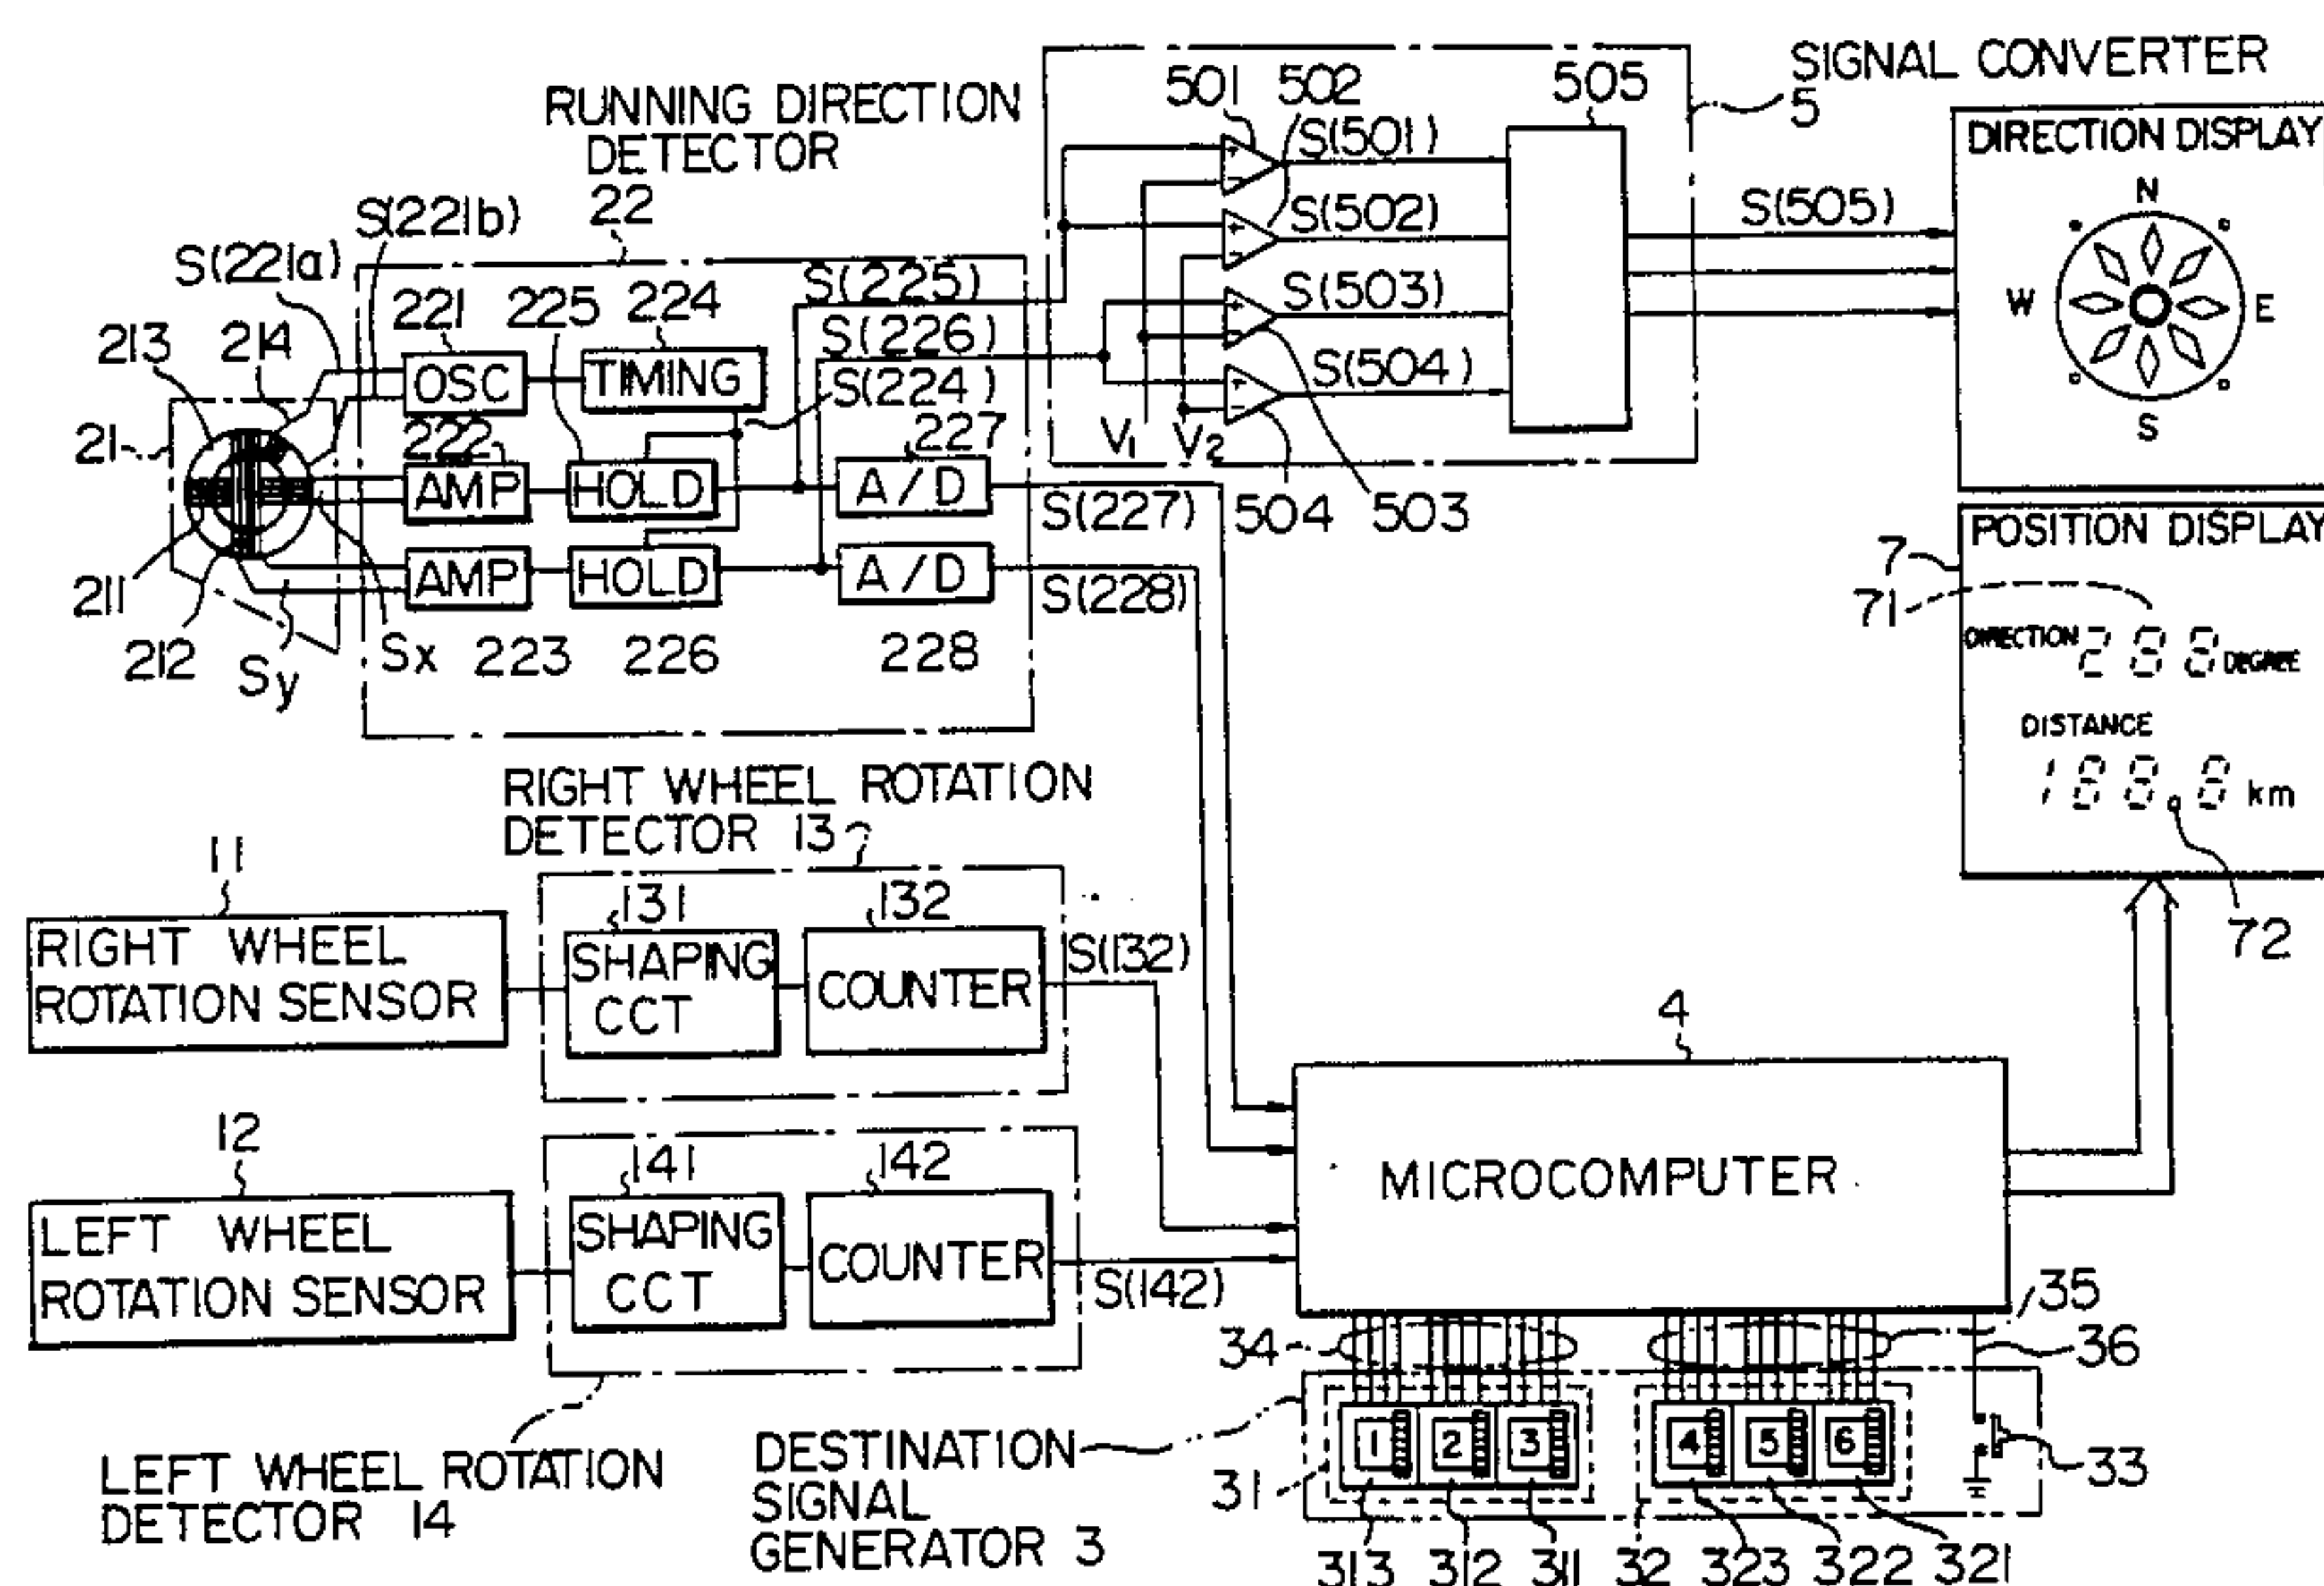 SIGNAL CONVERTER
5
501 502
505
RUNNING DIRECTION
DETECTOR
22
DIRECTION DISPLAY
N
W
E
S
S(501)
S(502)
S(503)
S(504)
S(505)
V1
V2
504
503
S(221b)
S(221a)
221
225
224
S(225)
S(226)
S(224)
213
214
21
OSC
TIMING
222
227
AMP
HOLD
A/D
S(227)
AMP
HOLD
A/D
S(228)
211
212
Sy
Sx
223
226
228
POSITION DISPLAY
7
71
DIRECTION 288 DEGREE
DISTANCE
188.8 km
72
RIGHT WHEEL ROTATION
DETECTOR 13
11
131
132
RIGHT WHEEL
ROTATION SENSOR
SHAPING
CCT
COUNTER
S(132)
4
MICROCOMPUTER
12
141
142
LEFT WHEEL
ROTATION SENSOR
SHAPING
CCT
COUNTER
S(142)
34
35
36
LEFT WHEEL ROTATION
DETECTOR 14
DESTINATION
SIGNAL
GENERATOR 3
31
1 2 3
4 5 6
33
313 312 311 32 323 322 321